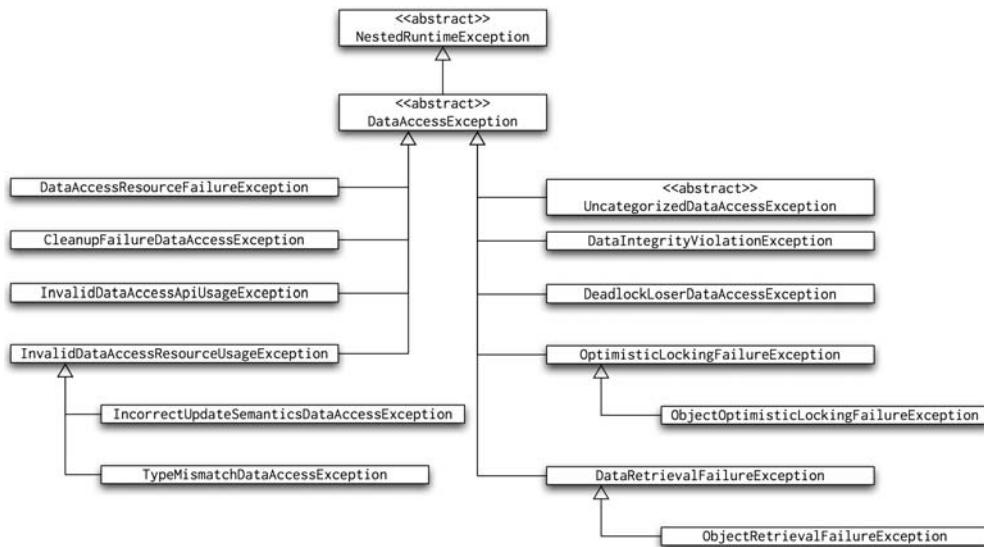 <<abstract>>
NestedRuntimeException
<<abstract>>
DataAccessException
DataAccessResourceFailureException
CleanupFailureDataAccessException
InvalidDataAccessApiUsageException
InvalidDataAccessResourceUsageException
IncorrectUpdateSemanticsDataAccessException
TypeMismatchDataAccessException
<<abstract>>
UncategorizedDataAccessException
DataIntegrityViolationException
DeadlockLoserDataAccessException
OptimisticLockingFailureException
ObjectOptimisticLockingFailureException
DataRetrievalFailureException
ObjectRetrievalFailureException